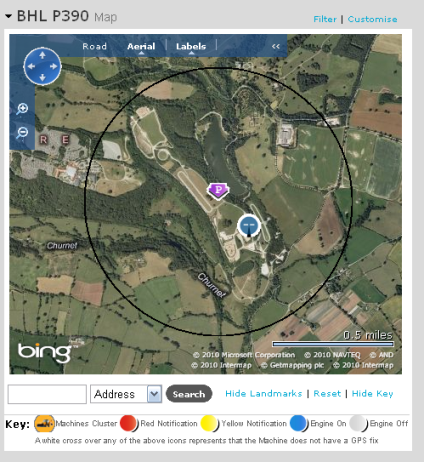 BHL P390 Map
Filter | Customise
Road Aerial Labels <<
R E
P
Churnet
Churnet
0.5 miles
bing
© 2010 Microsoft Corporation © 2010 NAVTEQ © AND
© 2010 Intermap © Getmapping plc © 2010 Intermap
Address Search Hide Landmarks | Reset | Hide Key
Key: Machines Cluster Red Notification Yellow Notification Engine On Engine Off
A white cross over any of the above icons represents that the Machine does not have a GPS fix